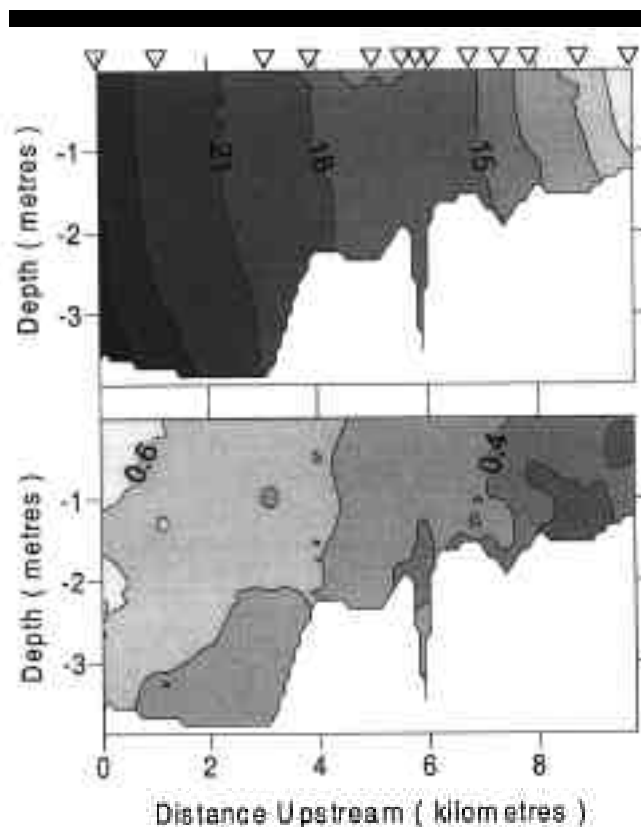 21
18
15
-1
-2
-3
Depth ( metres )
0.6
0.4
-1
-2
-3
Depth ( metres )
0 2 4 6 8
Distance Upstream ( kilometres )